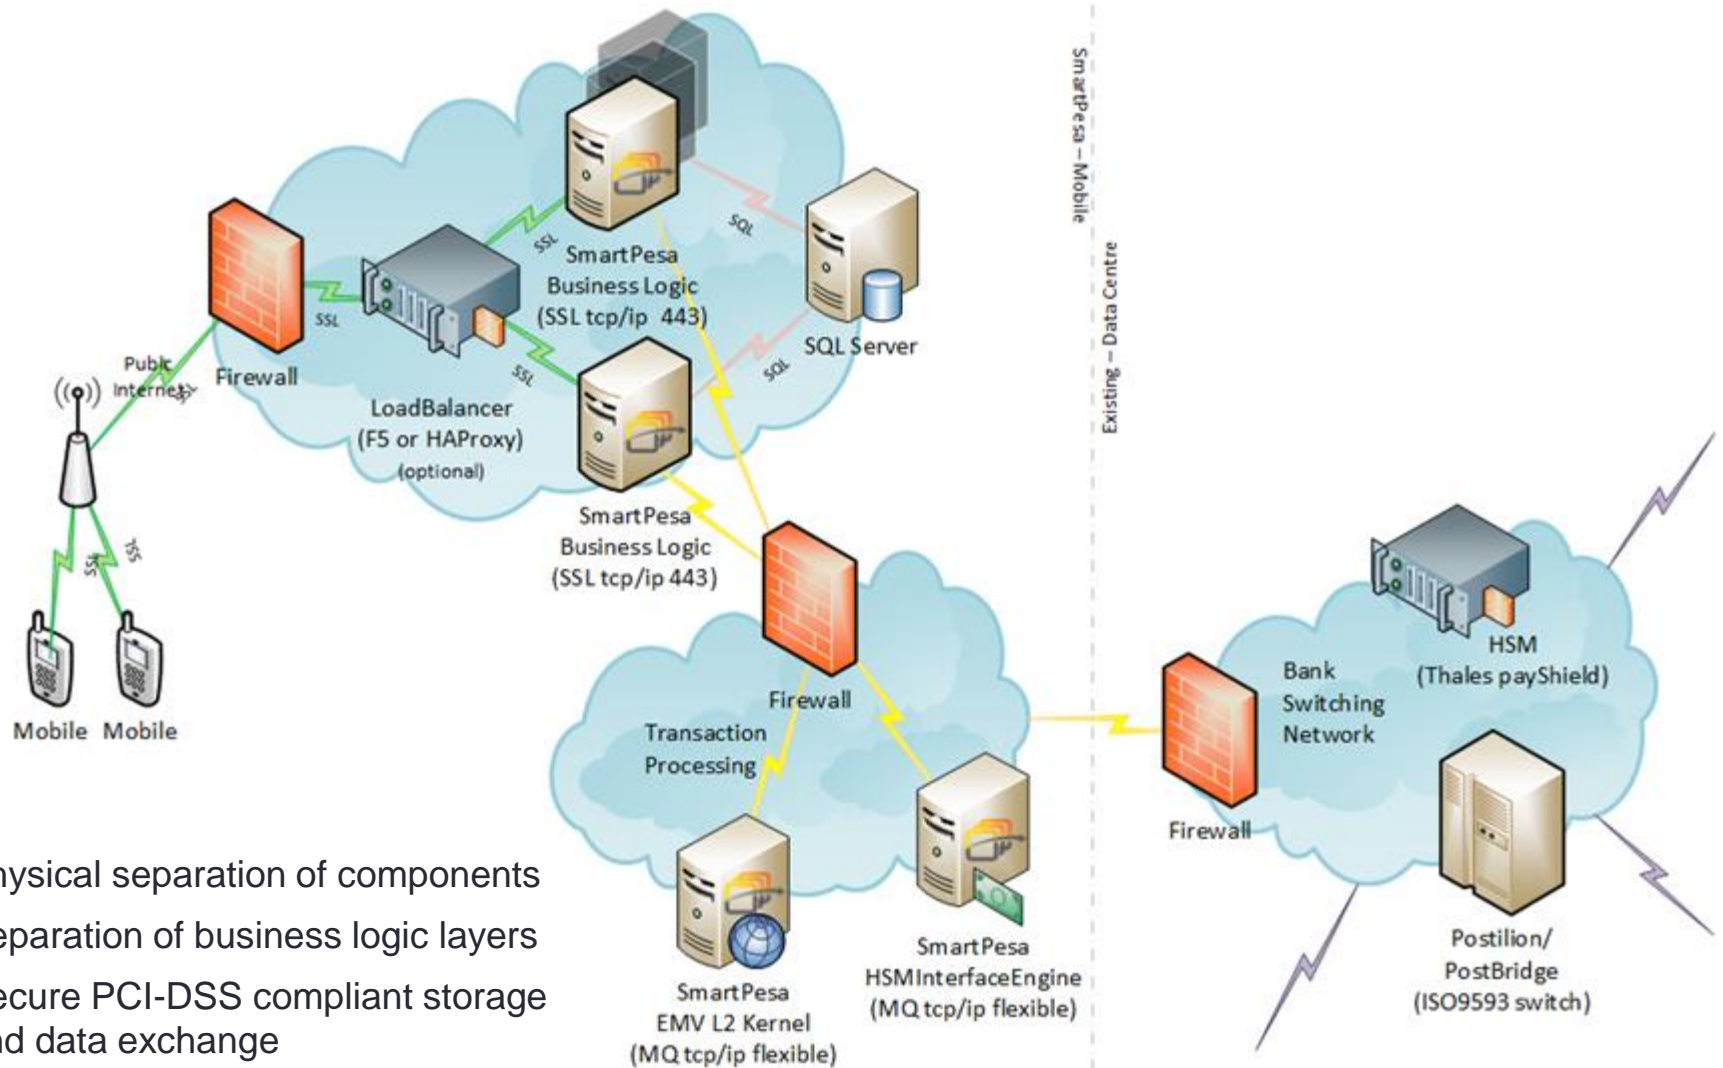 SmartPesa – Mobile
Existing – Data Centre
SSL
SmartPesa
Business Logic
(SSL tcp/ip 443)
SQL
SQL Server
SQL
SSL
Public
Internet
SSL
Firewall
SSL
LoadBalancer
(F5 or HAProxy)
(optional)
SmartPesa
Business Logic
(SSL tcp/ip 443)
SSL
SSL
Mobile
Mobile
Firewall
Transaction
Processing
SmartPesa
EMV L2 Kernel
(MQ tcp/ip flexible)
SmartPesa
HSMInterfaceEngine
(MQ tcp/ip flexible)
Firewall
Bank
Switching
Network
HSM
(Thales payShield)
Postilion/
PostBridge
(ISO9593 switch)
hysical separation of components
eparation of business logic layers
ecure PCI-DSS compliant storage
nd data exchange